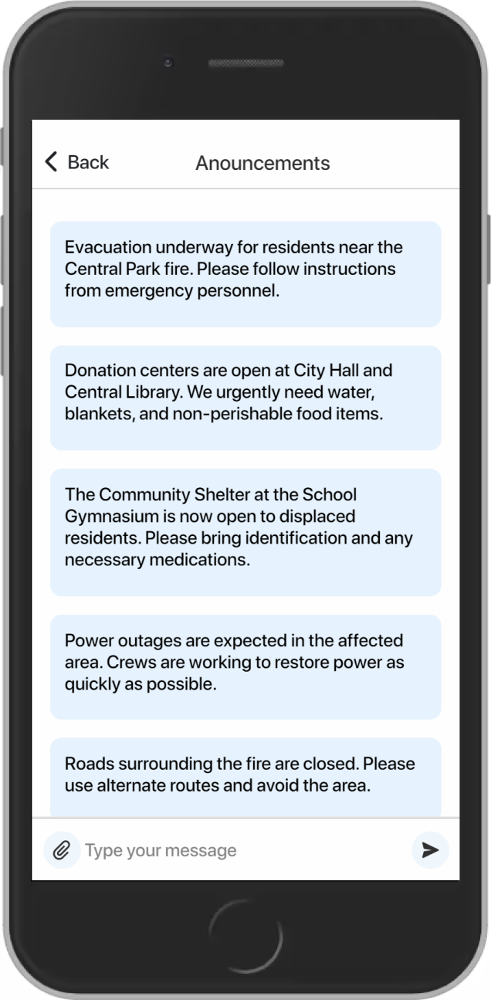 Back
Anouncements
Evacuation underway for residents near the
Central Park fire. Please follow instructions
from emergency personnel.
Donation centers are open at City Hall and
Central Library. We urgently need water,
blankets, and non-perishable food items.
The Community Shelter at the School
Gymnasium is now open to displaced
residents. Please bring identification and any
necessary medications.
Power outages are expected in the affected
area. Crews are working to restore power as
quickly as possible.
Roads surrounding the fire are closed. Please
use alternate routes and avoid the area.
Type your message